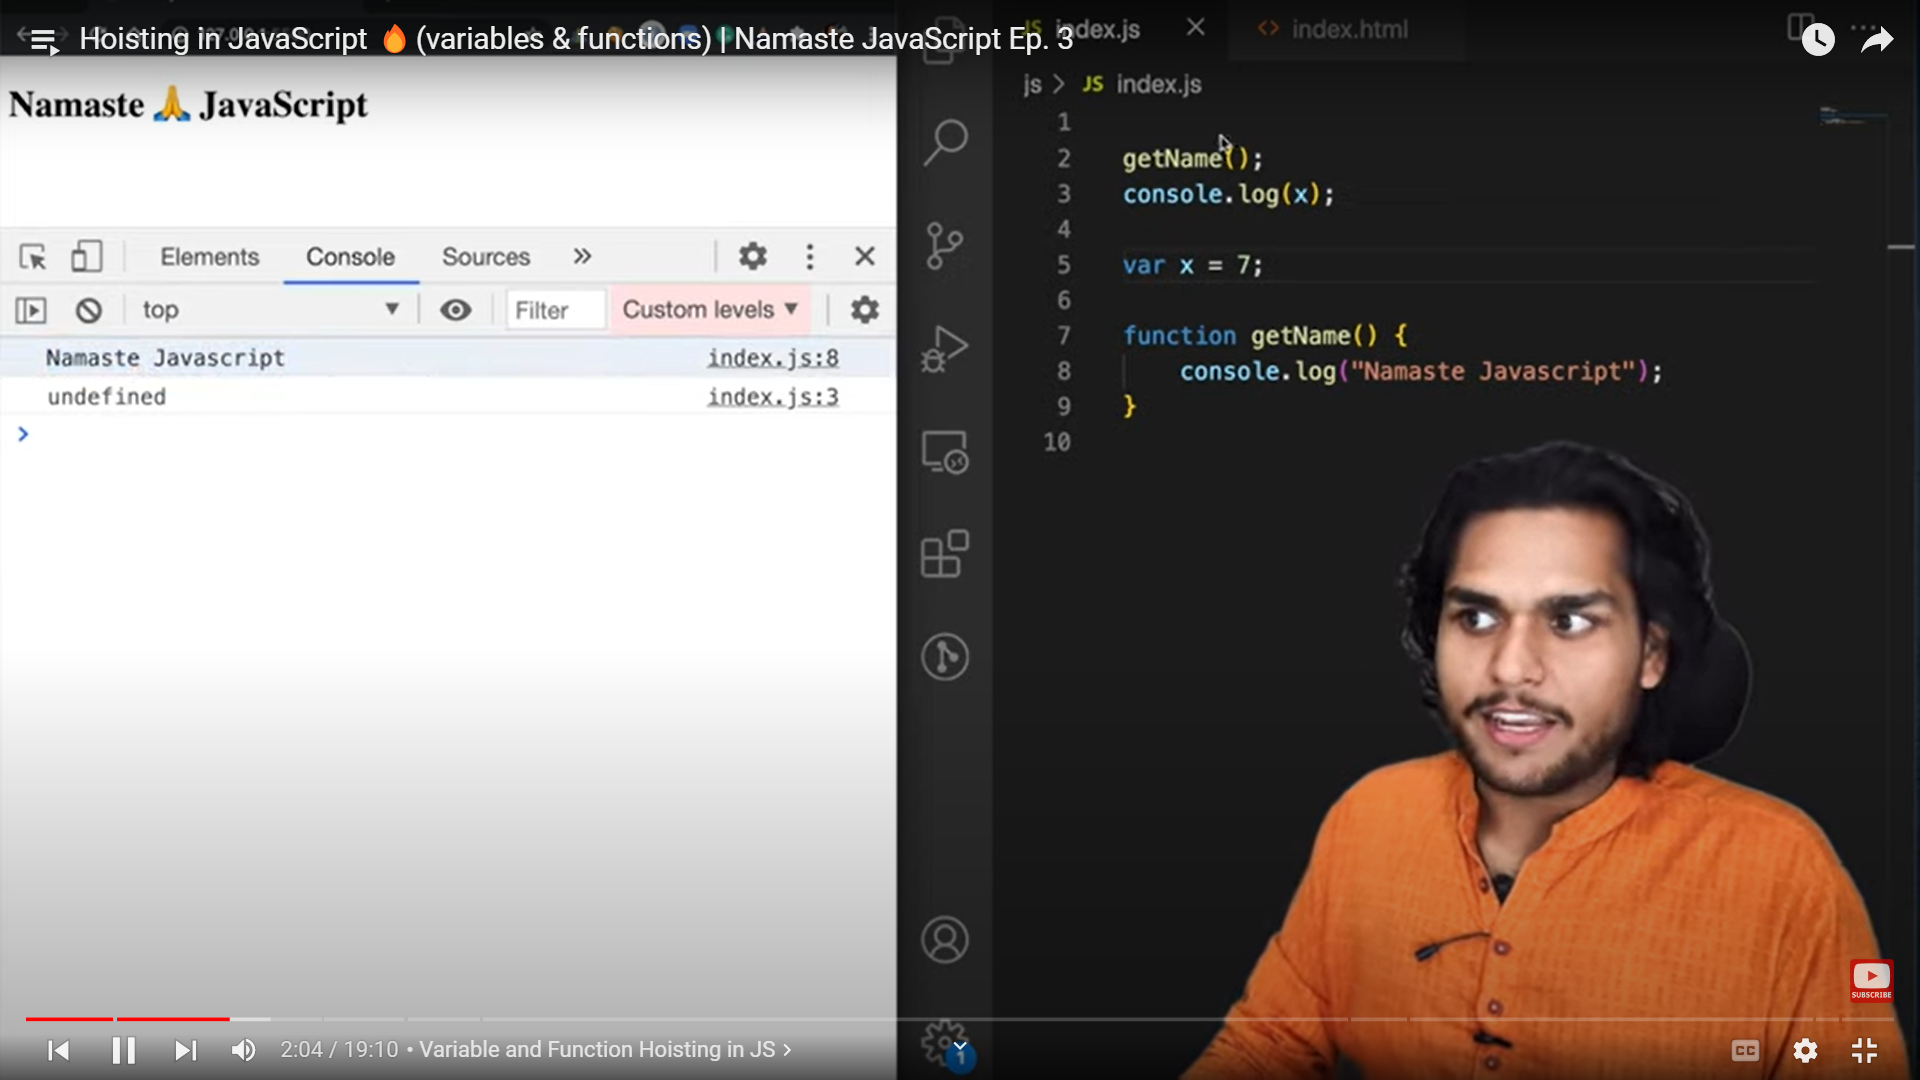 Hoisting in JavaScript 🔥 (variables & functions) | Namaste JavaScript Ep. 3
JS index.js
index.html
Namaste 🙏 JavaScript
js > JS index.js
Elements Console Sources »
top Filter Custom levels ▼
Namaste Javascript index.js:8
undefined index.js:3
>
1
2 getName();
3 console.log(x);
4
5 var x = 7;
6
7 function getName() {
8 console.log("Namaste Javascript");
9 }
10
SUBSCRIBE
1
2:04 / 19:10 • Variable and Function Hoisting in JS >
CC